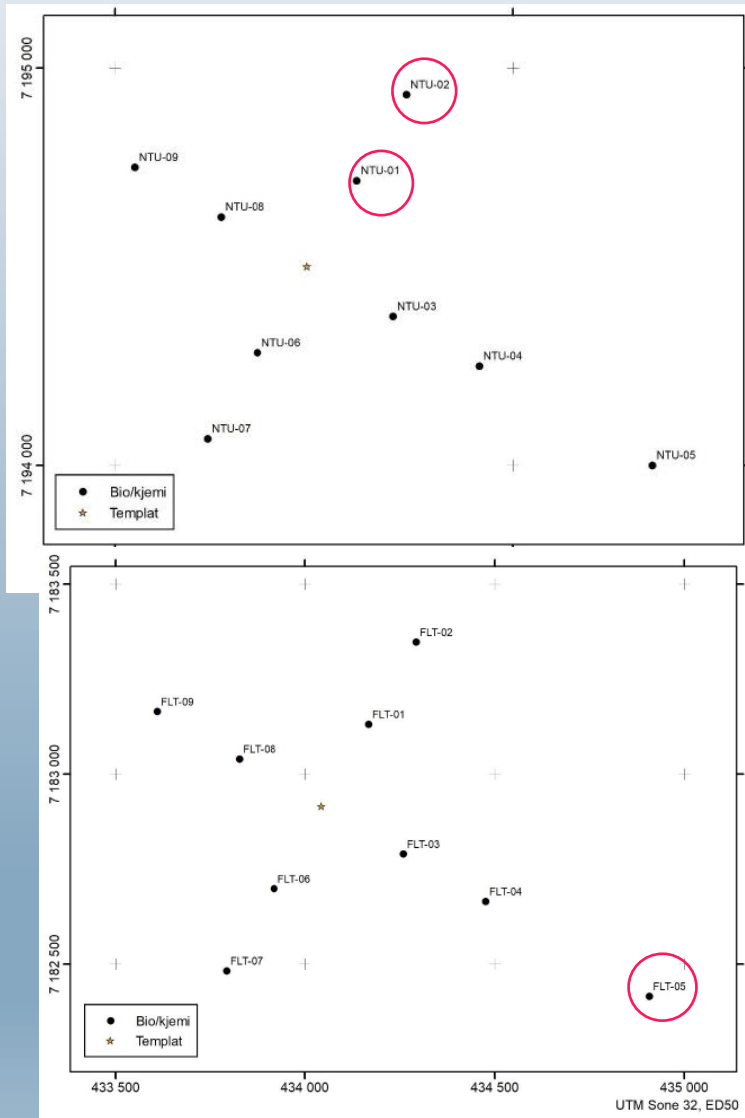 7 195 000
NTU-02
NTU-09
NTU-01
NTU-08
NTU-03
NTU-06
NTU-04
NTU-07
7 194 000
NTU-05
Bio/kjemi
Templat
7 183 500
FLT-02
FLT-09
FLT-01
FLT-08
7 183 000
FLT-03
FLT-06
FLT-04
FLT-07
7 182 500
FLT-05
Bio/kjemi
Templat
433 500 434 000 434 500 435 000
UTM Sone 32, ED50